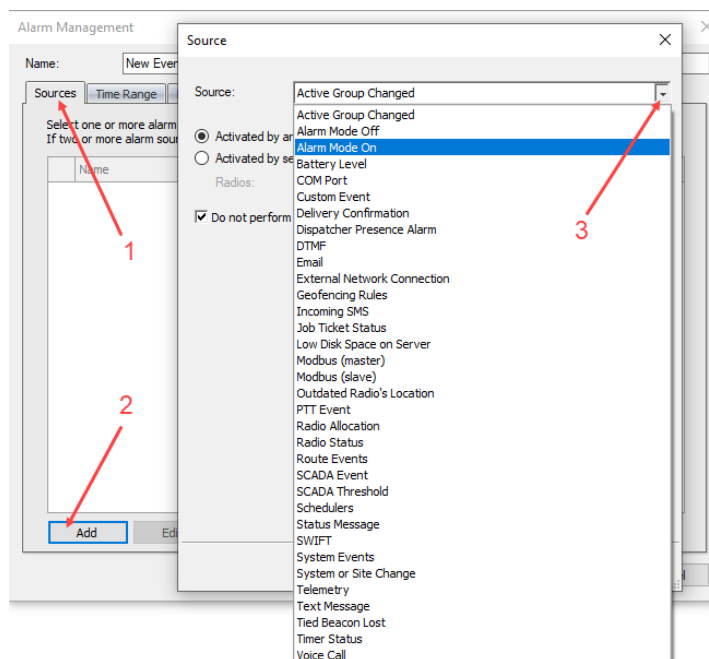 Alarm Management
Name:
New Even
Sources
Time Range
Select one or more alarm
If two or more alarm sour
Name
1
2
Add
Edi
Source
Source:
Active Group Changed
Activated by an
Activated by se
Radios:
Do not perform
Active Group Changed
Alarm Mode Off
Alarm Mode On
Battery Level
COM Port
Custom Event
Delivery Confirmation
Dispatcher Presence Alarm
DTMF
Email
External Network Connection
Geofencing Rules
Incoming SMS
Job Ticket Status
Low Disk Space on Server
Modbus (master)
Modbus (slave)
Outdated Radio's Location
PTT Event
Radio Allocation
Radio Status
Route Events
SCADA Event
SCADA Threshold
Schedulers
Status Message
SWIFT
System Events
System or Site Change
Telemetry
Text Message
Tied Beacon Lost
Timer Status
Voice Call
3